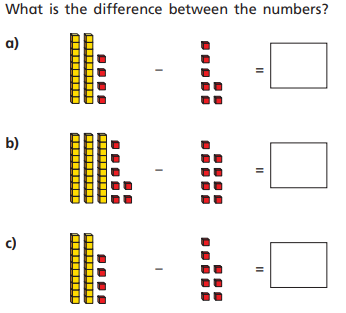 What is the difference between the numbers?
a) - =
b) - =
c) - =